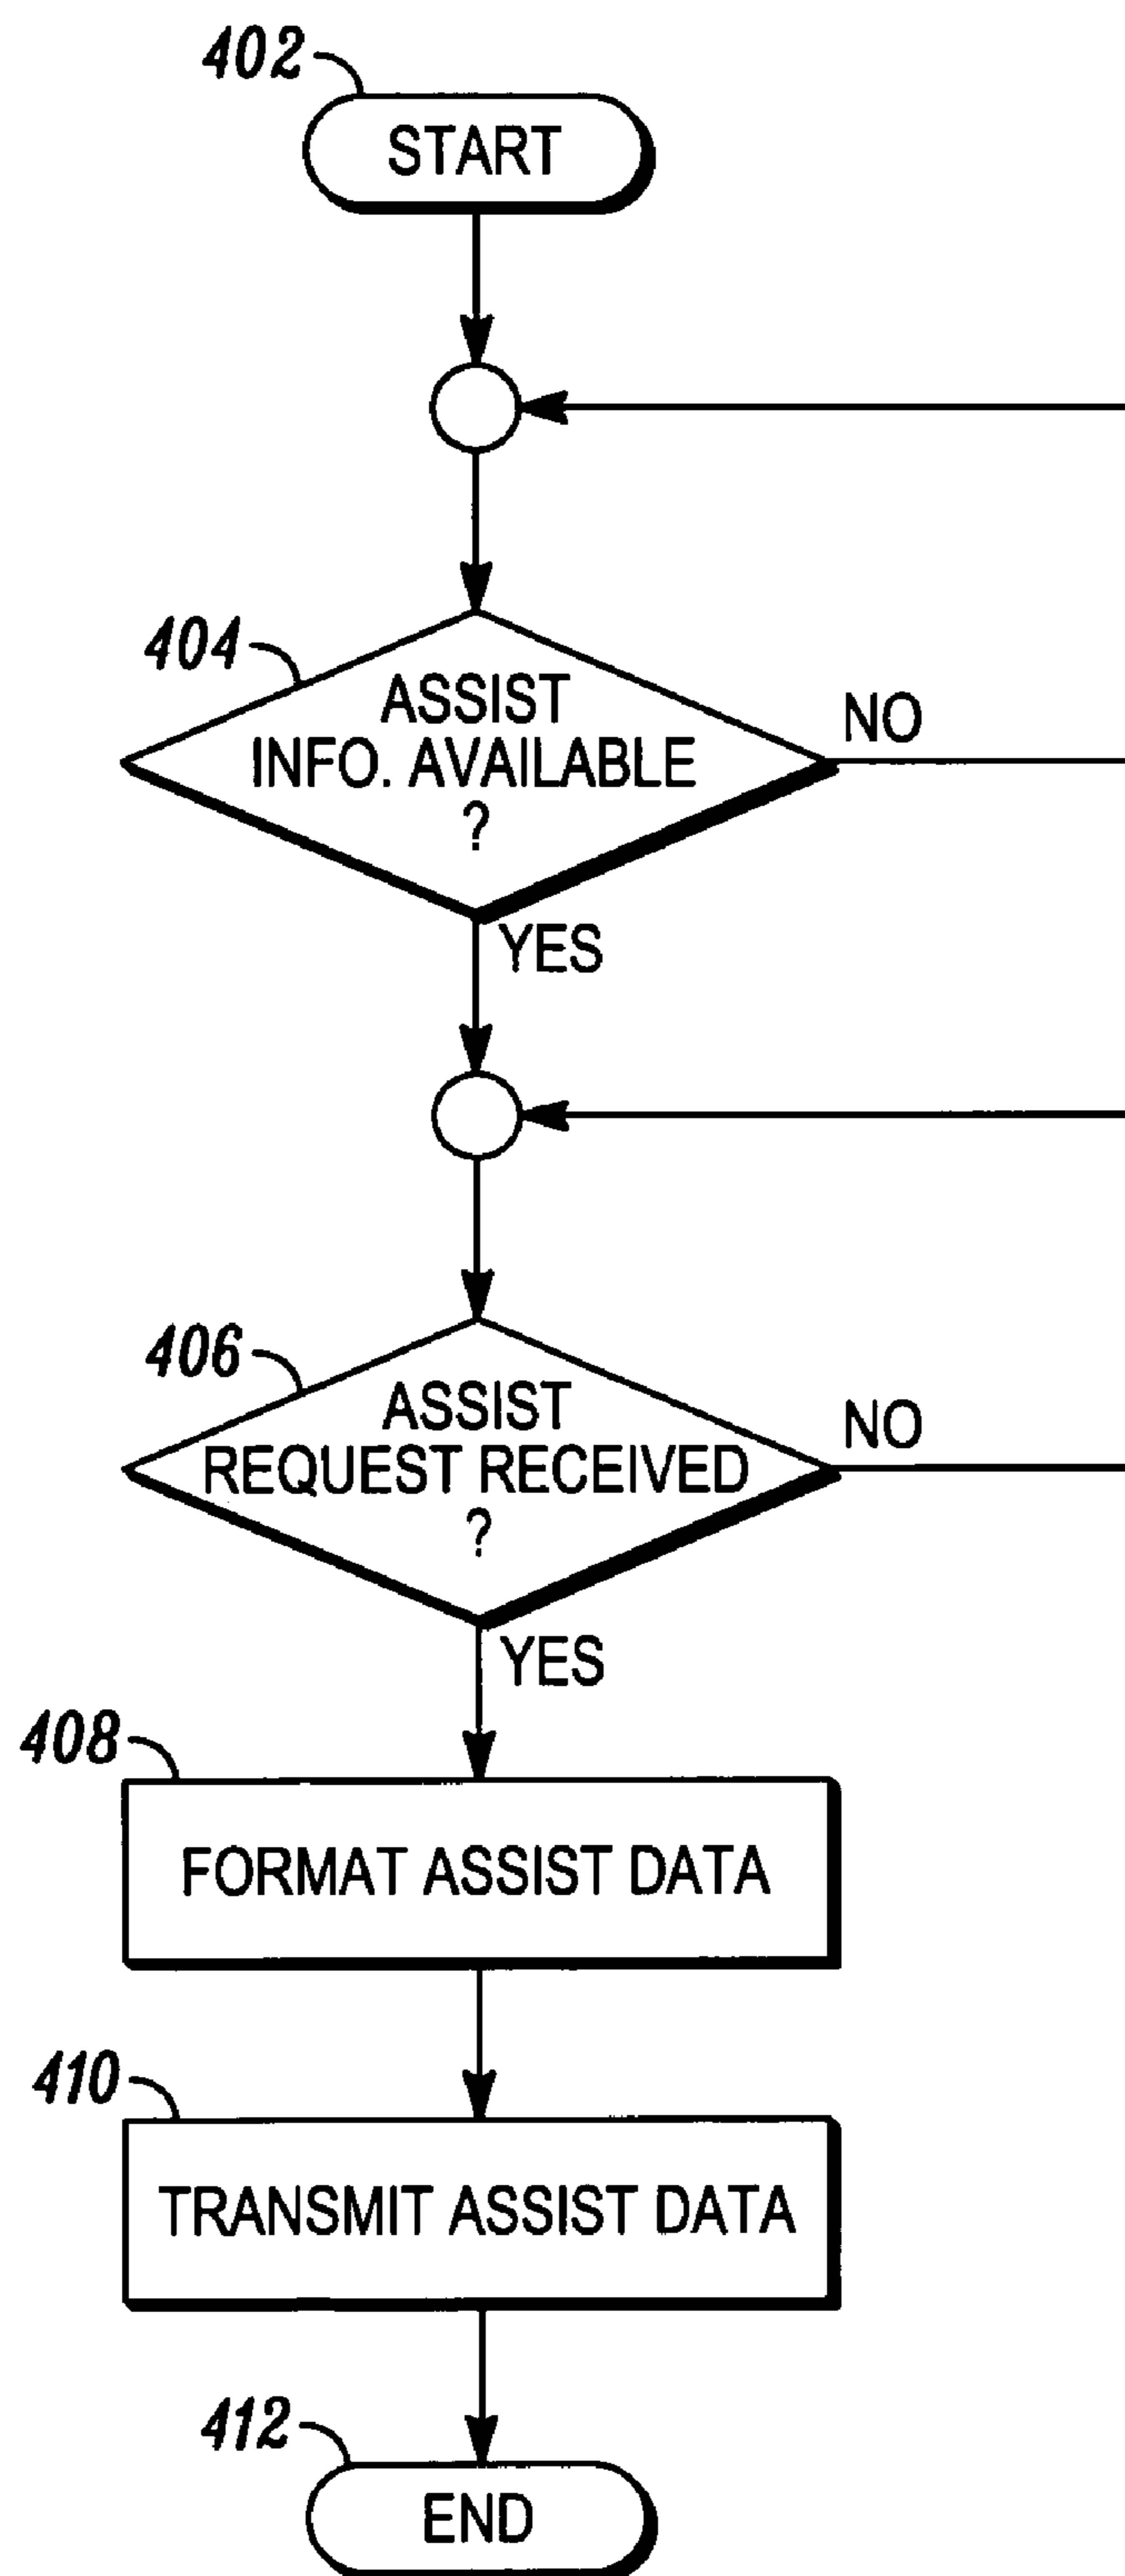 402
START
404
ASSIST
INFO. AVAILABLE
?
NO
YES
406
ASSIST
REQUEST RECEIVED
?
NO
YES
408
FORMAT ASSIST DATA
410
TRANSMIT ASSIST DATA
412
END